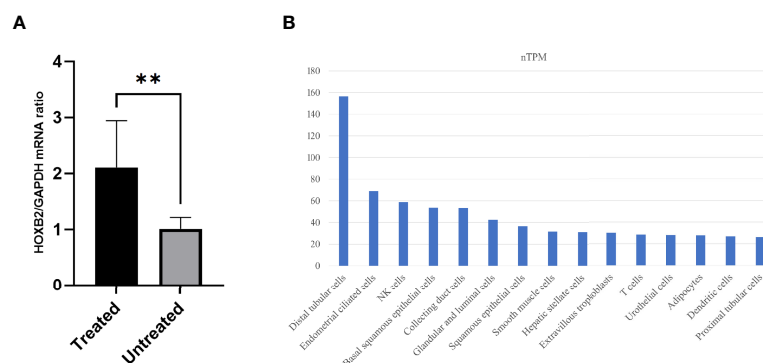 A
HOXB2/GAPDH mRNA ratio
4
3
2
1
0
**
Treated
Untreated
B
nTPM
180
160
140
120
100
80
60
40
20
0
Distal tubular cells
Endometrial ciliated cells
NK cells
Basal squamous epithelial cells
Collecting duct cells
Glandular and luminal cells
Squamous epithelial cells
Smooth muscle cells
Hepatic stellate cells
Extravillous trophoblasts
T cells
Urothelial cells
Adipocytes
Dendritic cells
Proximal tubular cells